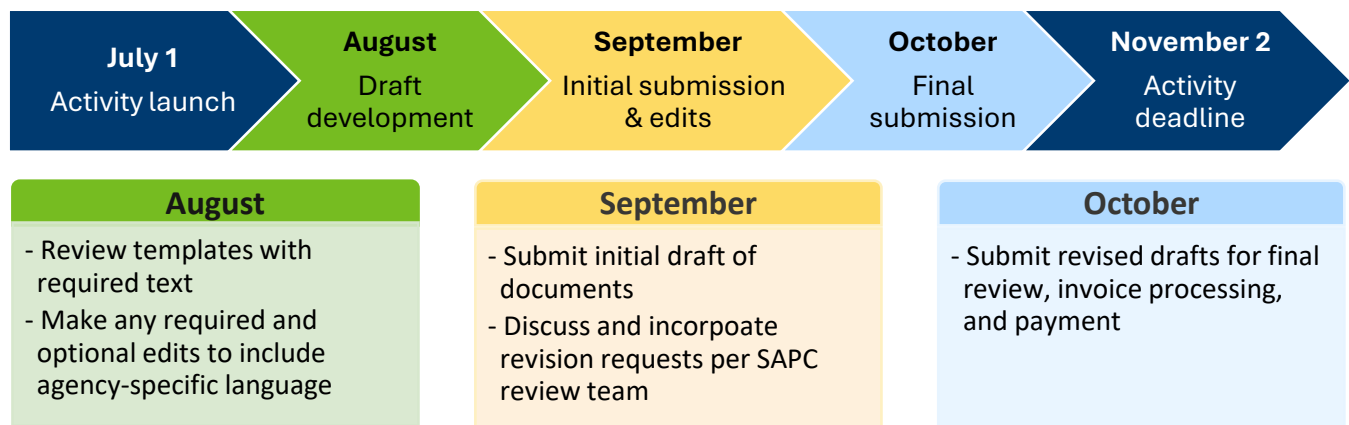 July 1
Activity launch
August
Draft
development
September
Initial submission
& edits
October
Final
submission
November 2
Activity
deadline
August
- Review templates with
required text
- Make any required and
optional edits to include
agency-specific language
September
- Submit initial draft of
documents
- Discuss and incorpoate
revision requests per SAPC
review team
October
- Submit revised drafts for final
review, invoice processing,
and payment